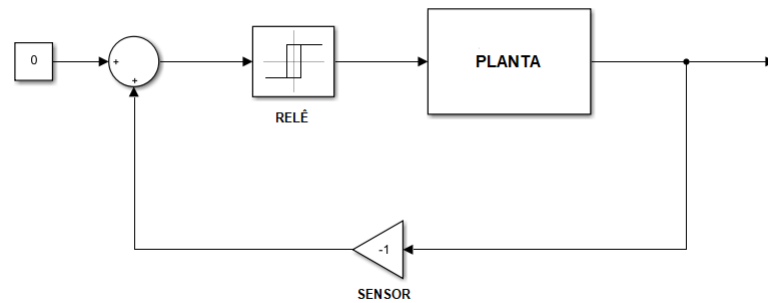 0
+
+
RELÊ
PLANTA
-1
SENSOR